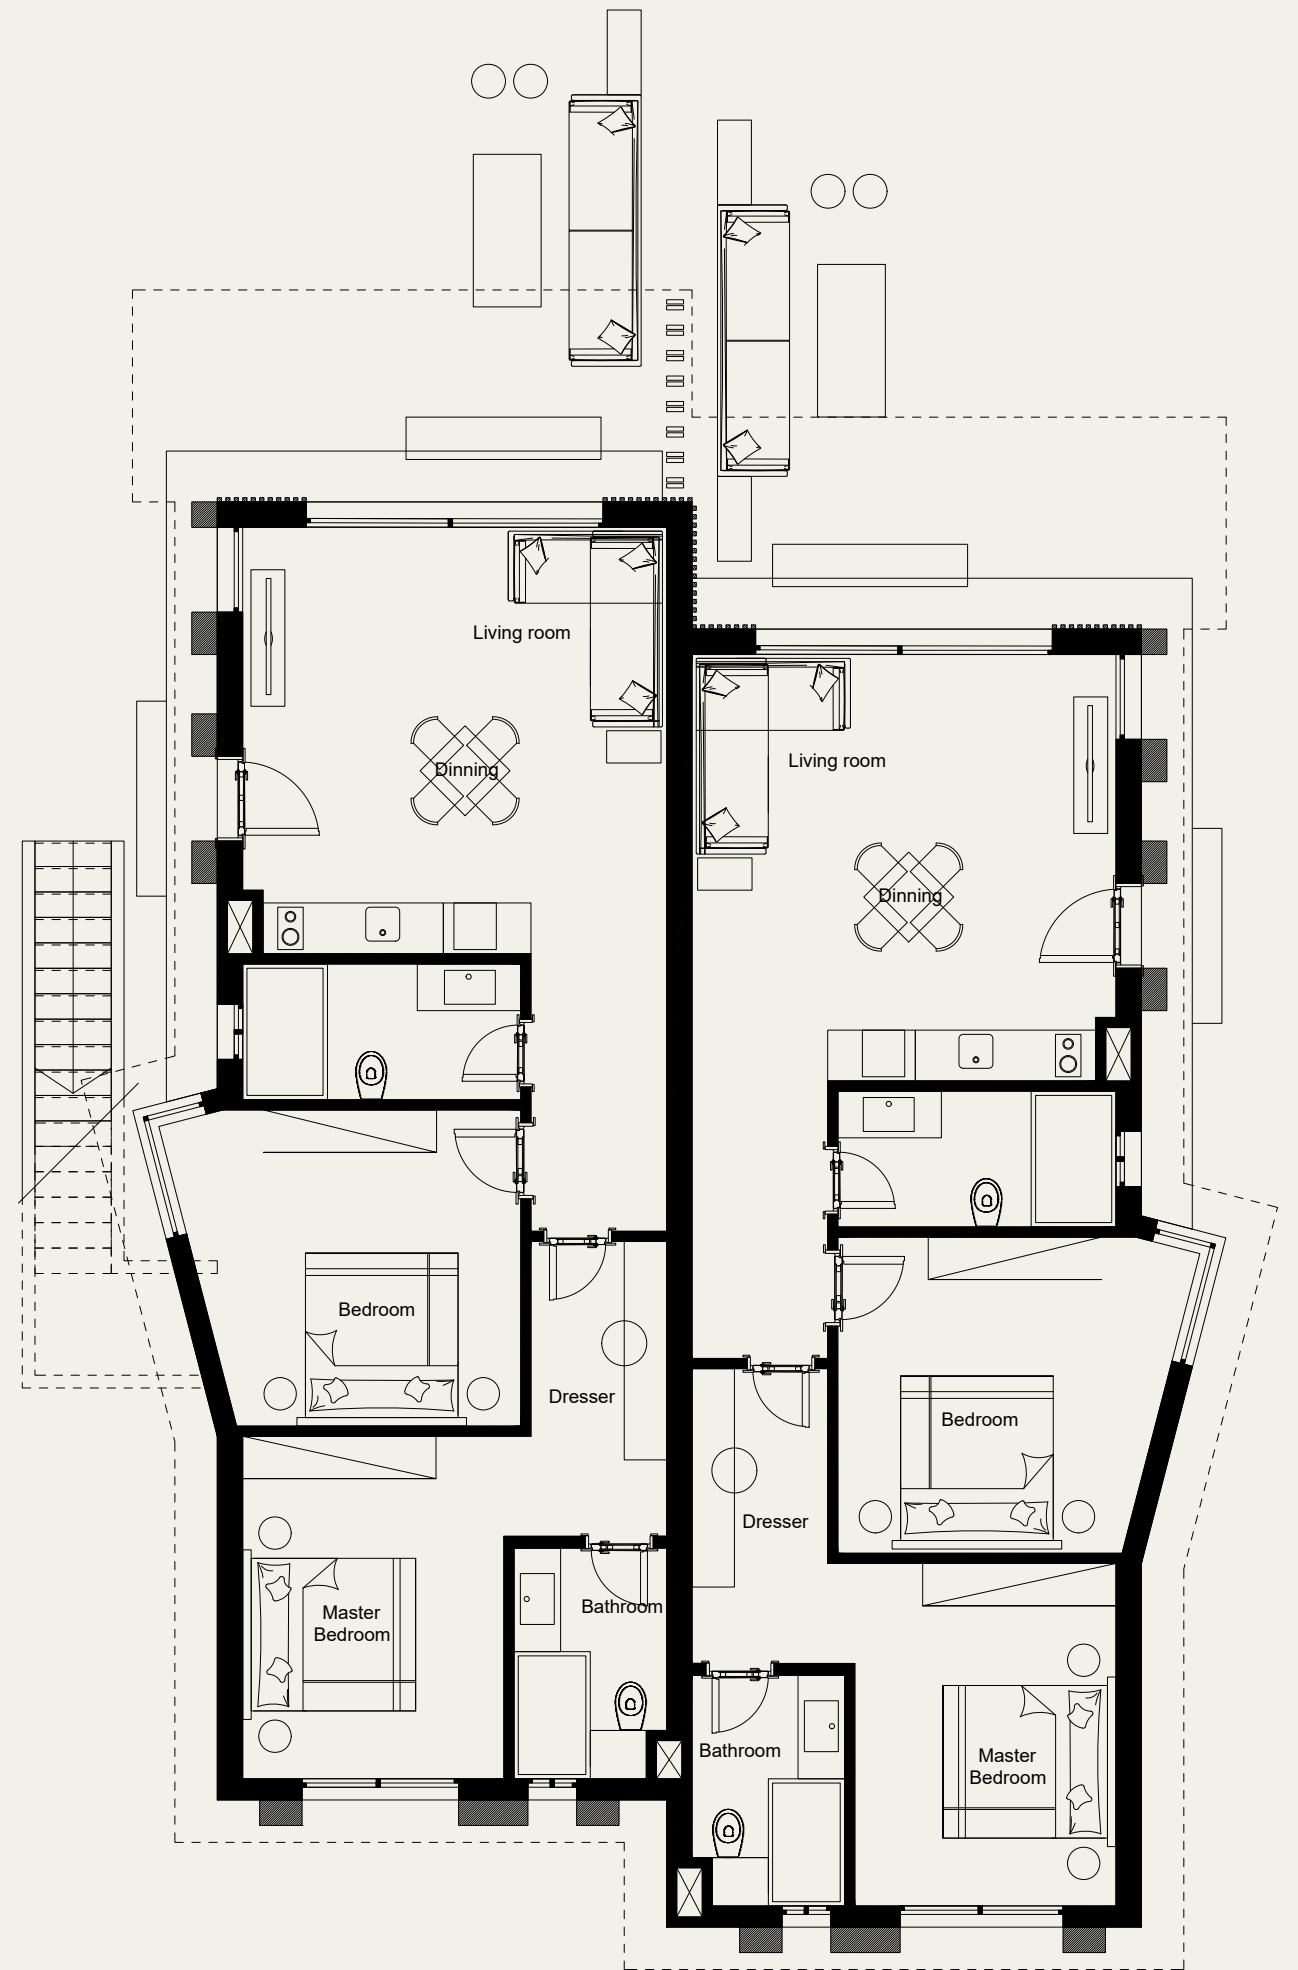 Living room
Dinning
Living room
Dinning
Bedroom
Dresser
Bedroom
Dresser
Master
Bedroom
Bathroom
Bathroom
Master
Bedroom